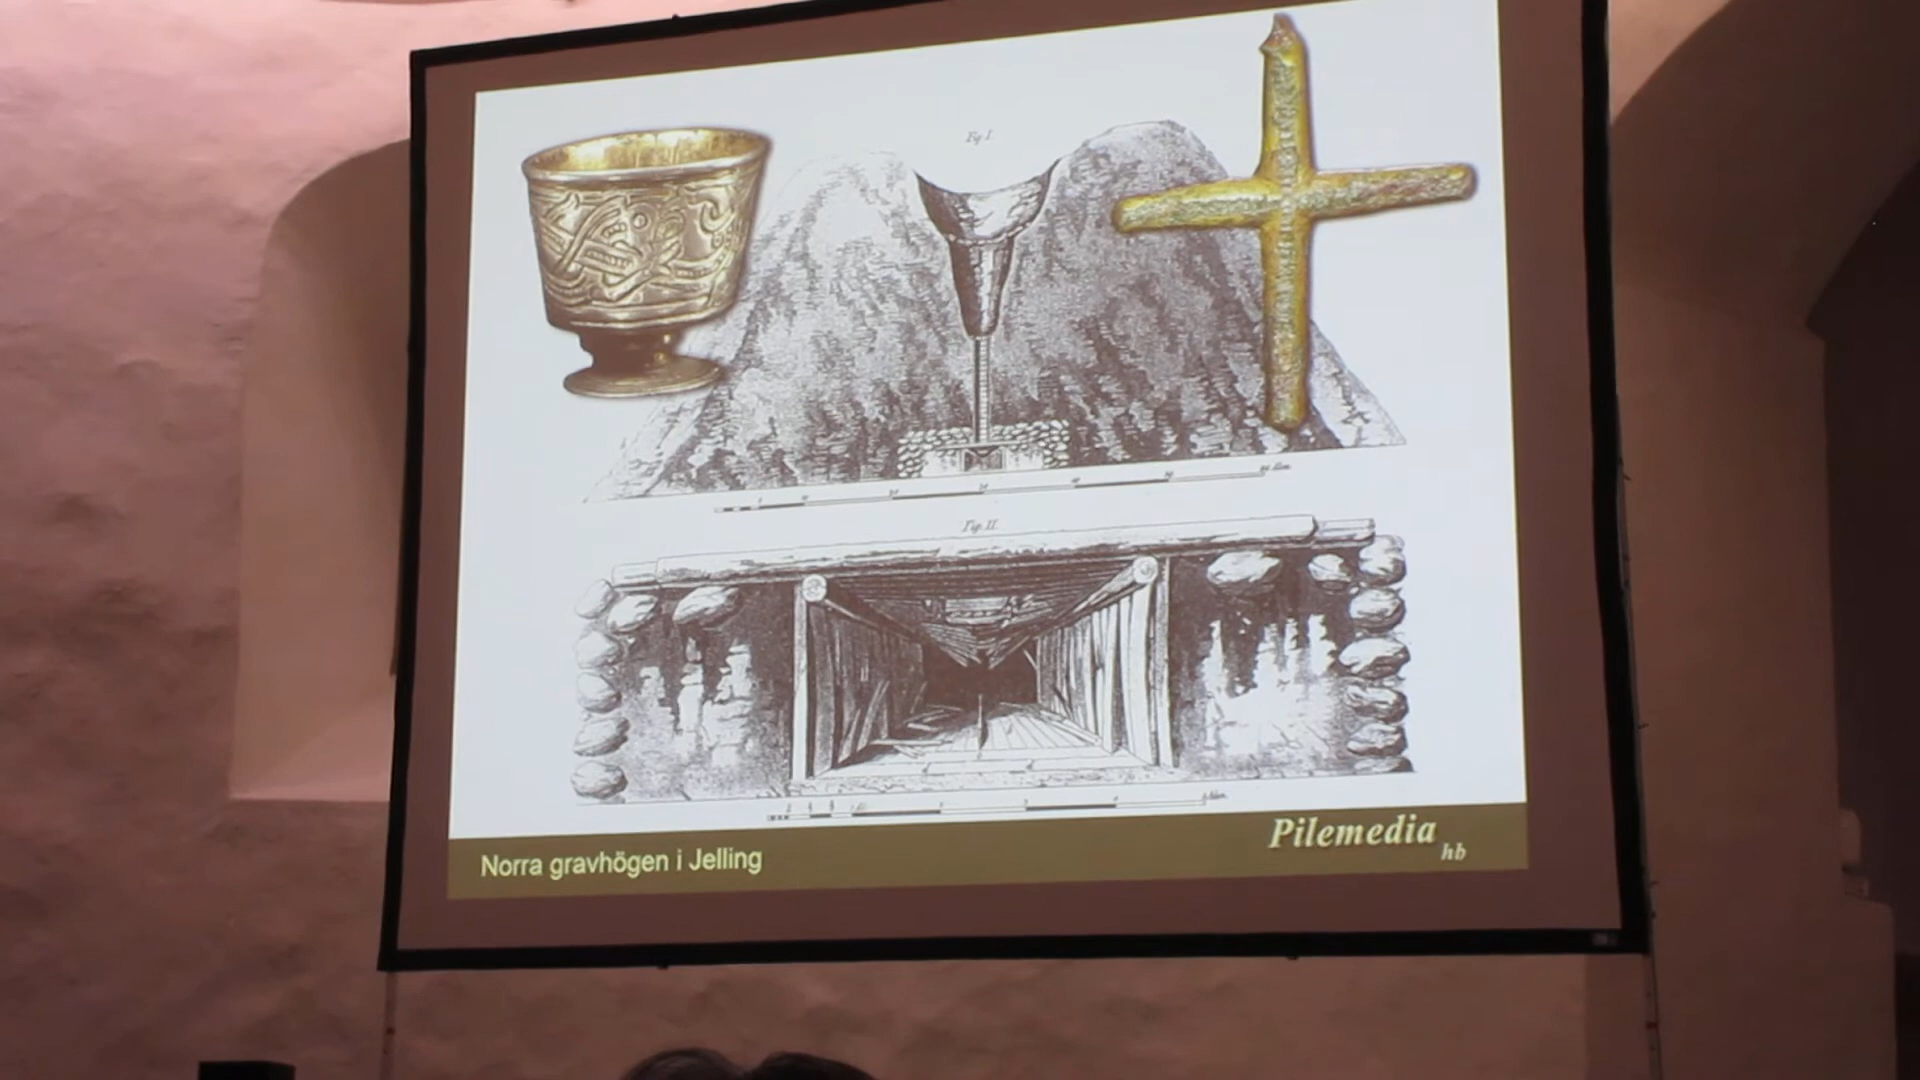 Fig. I.
Fig. II.
Norra gravhögen i Jelling
Pilemedia
hb